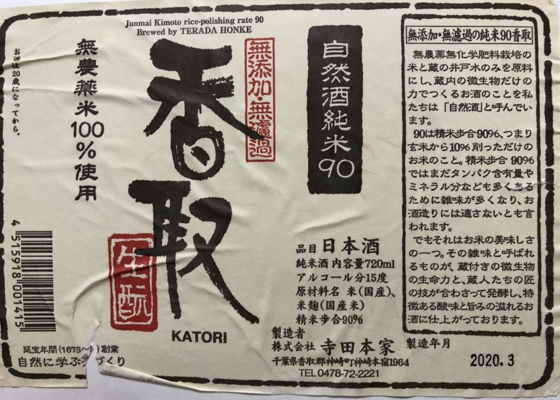 Junmai Kimoto rice-polishing rate 90
Brewed by TERADA HONKE
無添加・無濾過の純米90香取
無農薬無化学肥料栽培の
米と蔵の井戸水のみを原料
にし、蔵内の微生物だけの
力でつくるお酒のことを私
たちは「自然酒」と呼んでい
ます。
90は精米歩合90%、つまり
玄米から10%削っただけの
お米のこと。精米歩合90%
ではまだタンパク含有量や
ミネラル分なども多くある
ために雑味が多くなり、お
酒造りには適さないとも言
われます。
でもそれはお米の美味しさ
の一つ。その雑味と呼ばれ
るものが、蔵付きの微生物
の生命力と、蔵人たちの匠
の技が合わさって発酵し、特
徴ある酸味と旨みの溢れるお
酒に仕上がっております。
自然酒純米90
無添加・無濾過
香取
生酛
KATORI
無農薬米100%使用
お酒は20歳になってから。
4 515918 001415
延宝年間(1673~ 創業
自然に学ぶ づくり
品目 日本酒
純米酒 内容量720ml
アルコール分15度
原材料名 米(国産)、
米麹(国産米)
精米歩合90%
製造者
株式会社 寺田本家
千葉県香取郡神崎町神崎本宿1964
TEL0478-72-2221
製造年月
2020.3